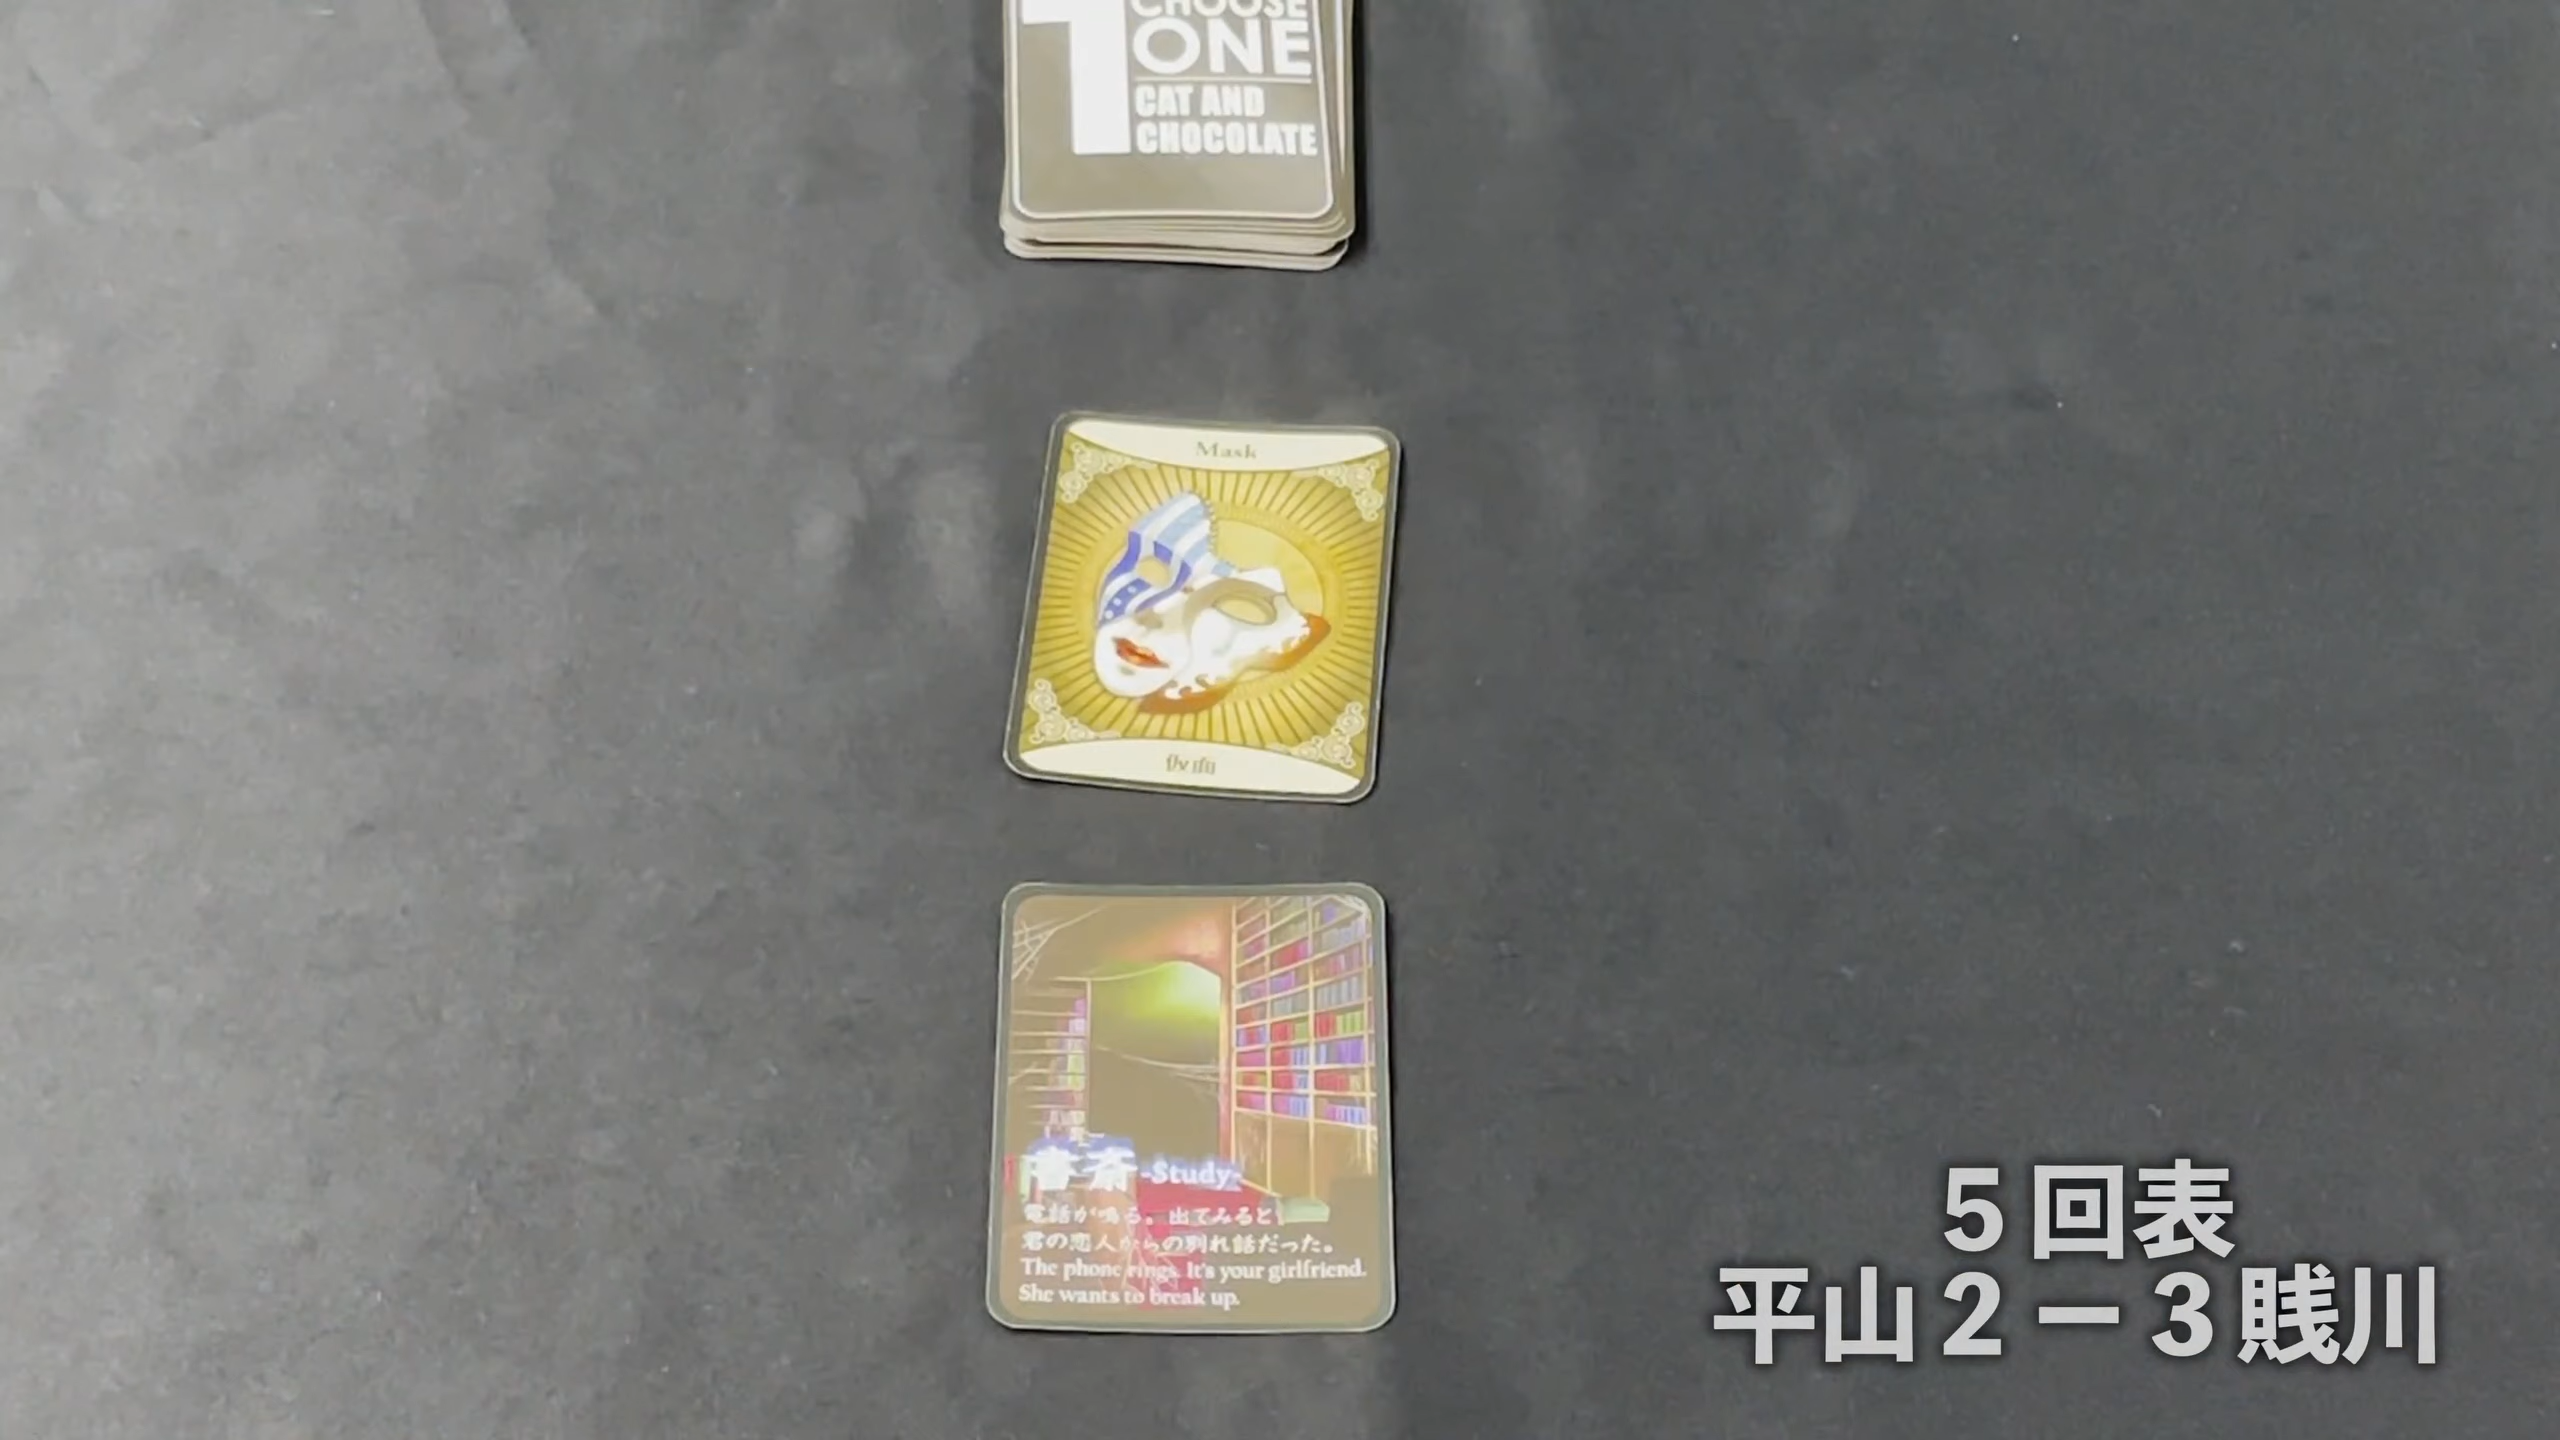 CHOOSE
ONE
CAT AND
CHOCOLATE
Mask
仮面
書斎 -Study-
電話が鳴る。出てみると、
君の恋人からの別れ話だった。
The phone rings. It's your girlfriend.
She wants to break up.
5回表
平山2－3賎川